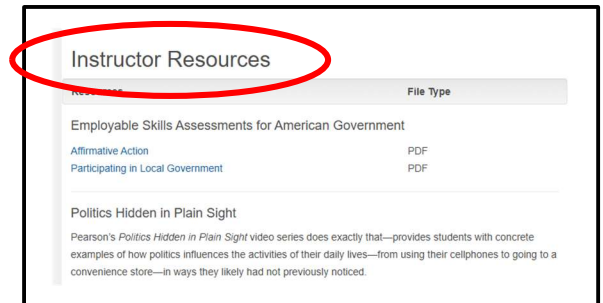 Instructor Resources
Resources File Type
Employable Skills Assessments for American Government
Affirmative Action PDF
Participating in Local Government PDF
Politics Hidden in Plain Sight
Pearson's Politics Hidden in Plain Sight video series does exactly that—provides students with concrete
examples of how politics influences the activities of their daily lives—from using their cellphones to going to a
convenience store—in ways they likely had not previously noticed.